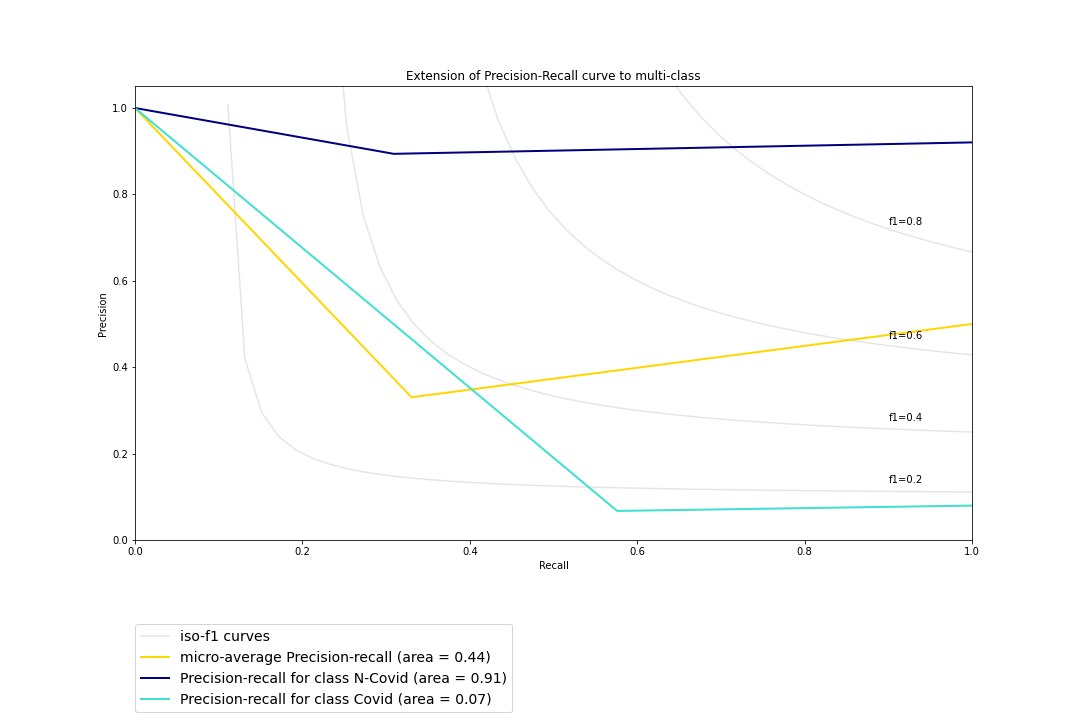 Extension of Precision-Recall curve to multi-class
1.0
0.8
f1=0.8
0.6
Precision
f1=0.6
0.4
f1=0.4
0.2
f1=0.2
0.0
0.0 0.2 0.4 0.6 0.8 1.0
Recall
iso-f1 curves
micro-average Precision-recall (area = 0.44)
Precision-recall for class N-Covid (area = 0.91)
Precision-recall for class Covid (area = 0.07)